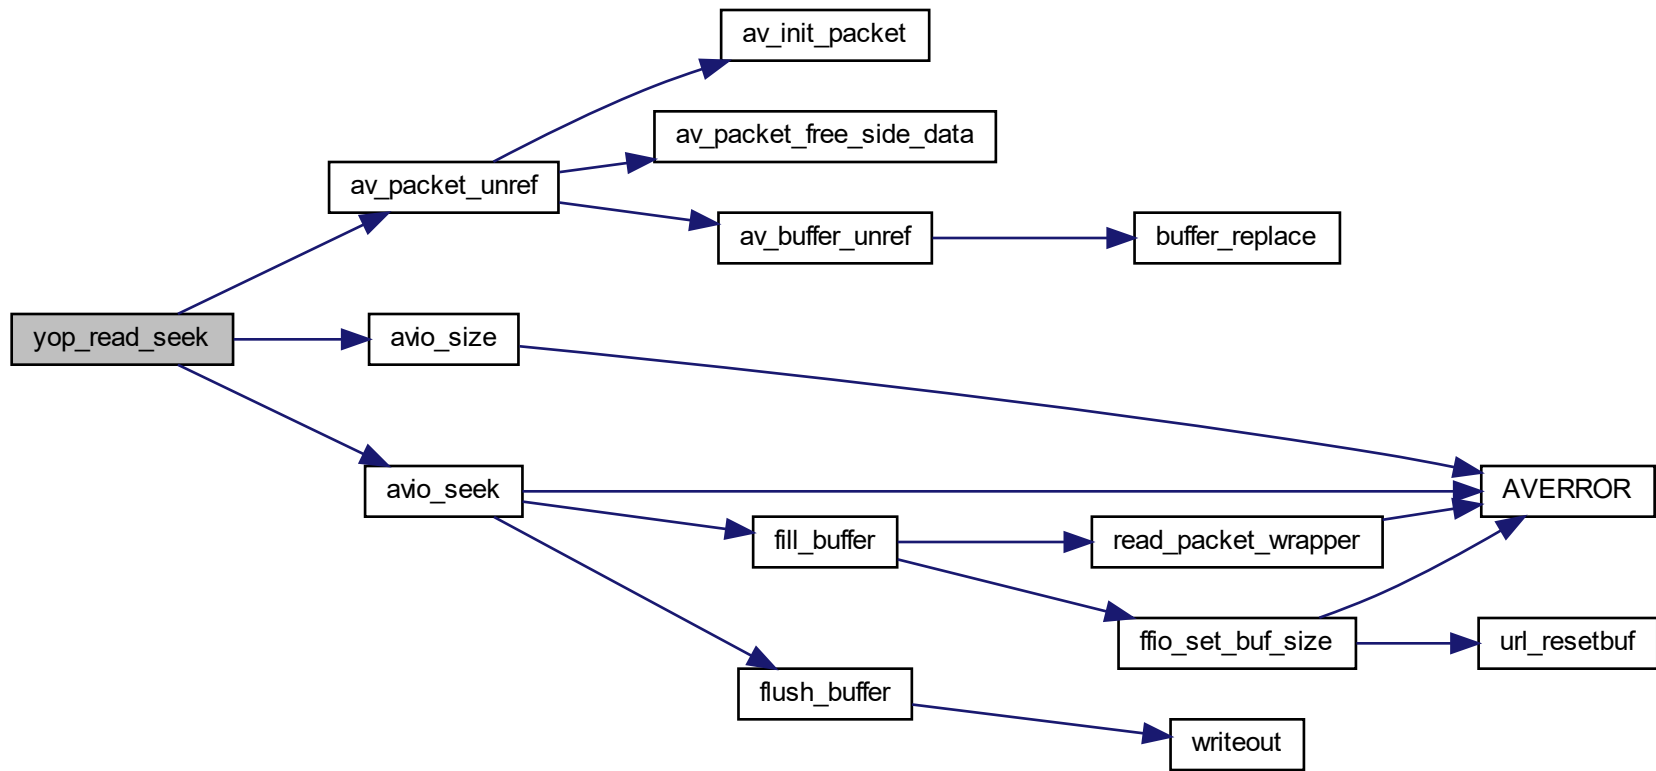 av_init_packet
av_packet_free_side_data
av_packet_unref
av_buffer_unref
buffer_replace
yop_read_seek
avio_size
avio_seek
AVERROR
fill_buffer
read_packet_wrapper
ffio_set_buf_size
url_resetbuf
flush_buffer
writeout